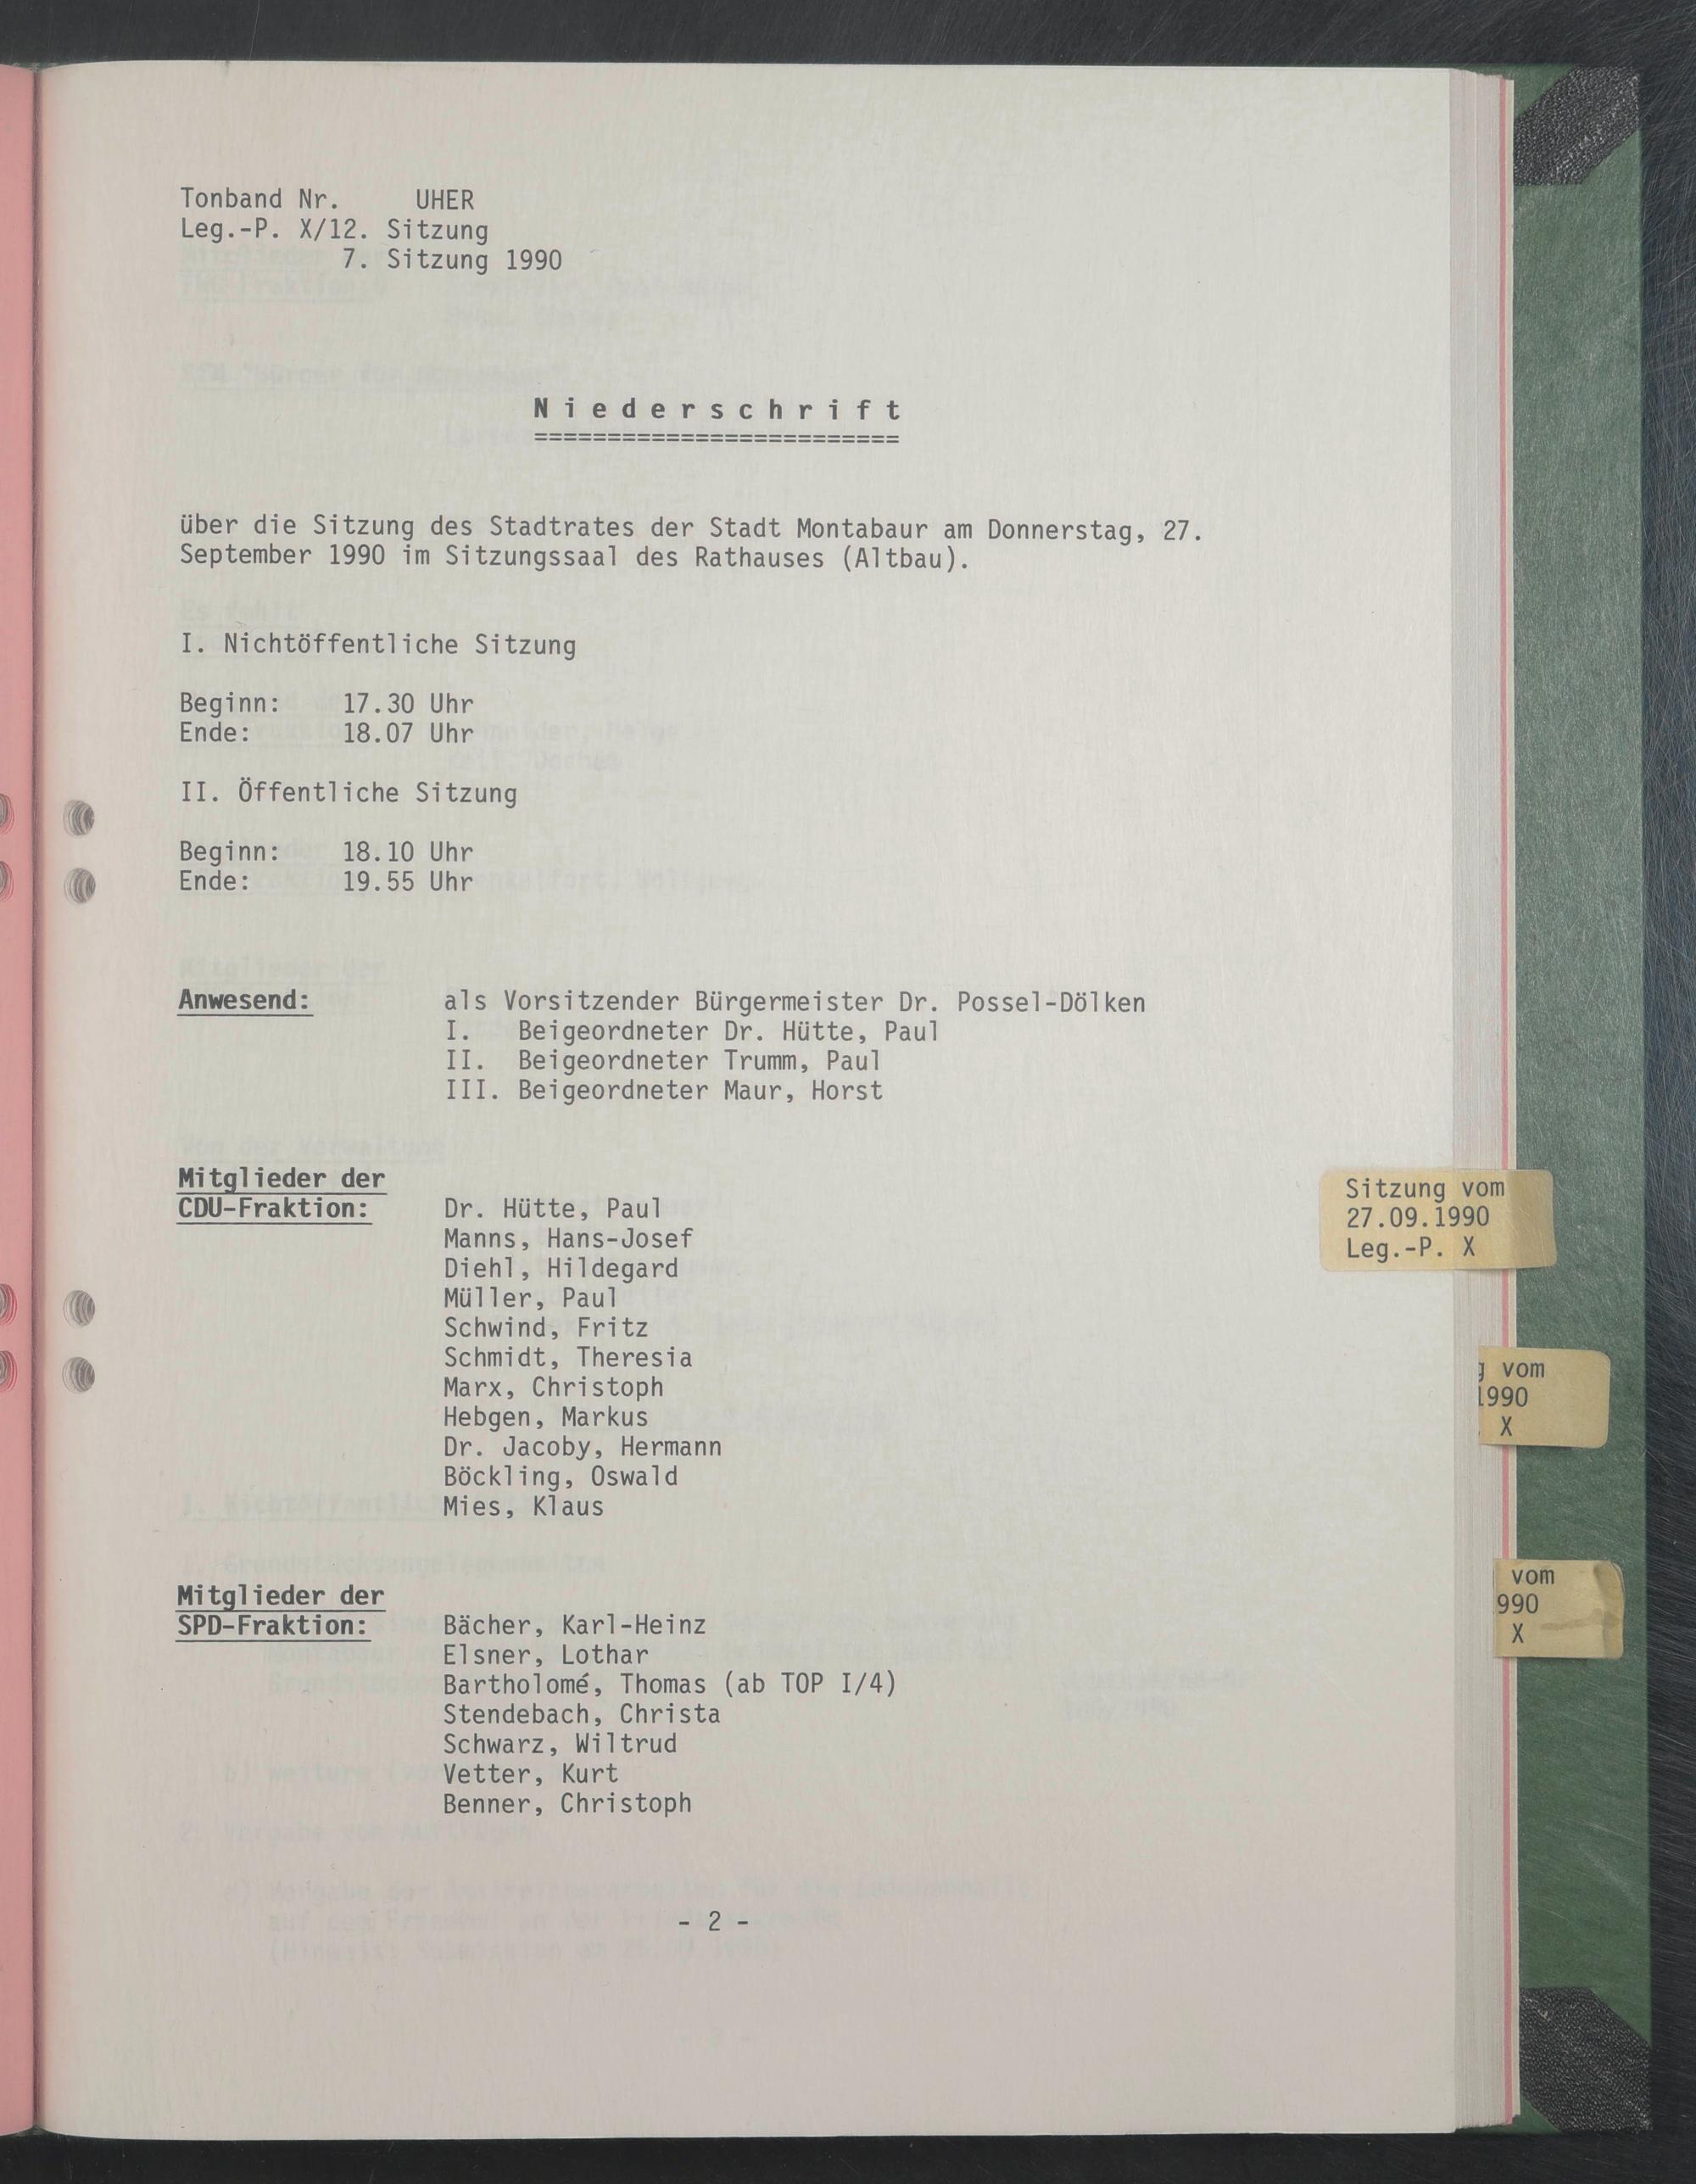 Tonband Nr. UHER
Leg.-P. X/12. Sitzung
7. Sitzung 1990
Niederschrift
=========================
über die Sitzung des Stadtrates der Stadt Montabaur am Donnerstag, 27.
September 1990 im Sitzungssaal des Rathauses (Altbau).
I. Nichtöffentliche Sitzung
Beginn: 17.30 Uhr
Ende: 18.07 Uhr
II. Öffentliche Sitzung
Beginn: 18.10 Uhr
Ende: 19.55 Uhr
Anwesend: als Vorsitzender Bürgermeister Dr. Possel-Dölken
I. Beigeordneter Dr. Hütte, Paul
II. Beigeordneter Trumm, Paul
III. Beigeordneter Maur, Horst
Mitglieder der
CDU-Fraktion: Dr. Hütte, Paul
Manns, Hans-Josef
Diehl, Hildegard
Müller, Paul
Schwind, Fritz
Schmidt, Theresia
Marx, Christoph
Hebgen, Markus
Dr. Jacoby, Hermann
Böckling, Oswald
Mies, Klaus
Mitglieder der
SPD-Fraktion: Bächer, Karl-Heinz
Elsner, Lothar
Bartholomé, Thomas (ab TOP I/4)
Stendebach, Christa
Schwarz, Wiltrud
Vetter, Kurt
Benner, Christoph
- 2 -
Sitzung vom
27.09.1990
Leg.-P. X
g vom
1990
X
vom
990
X